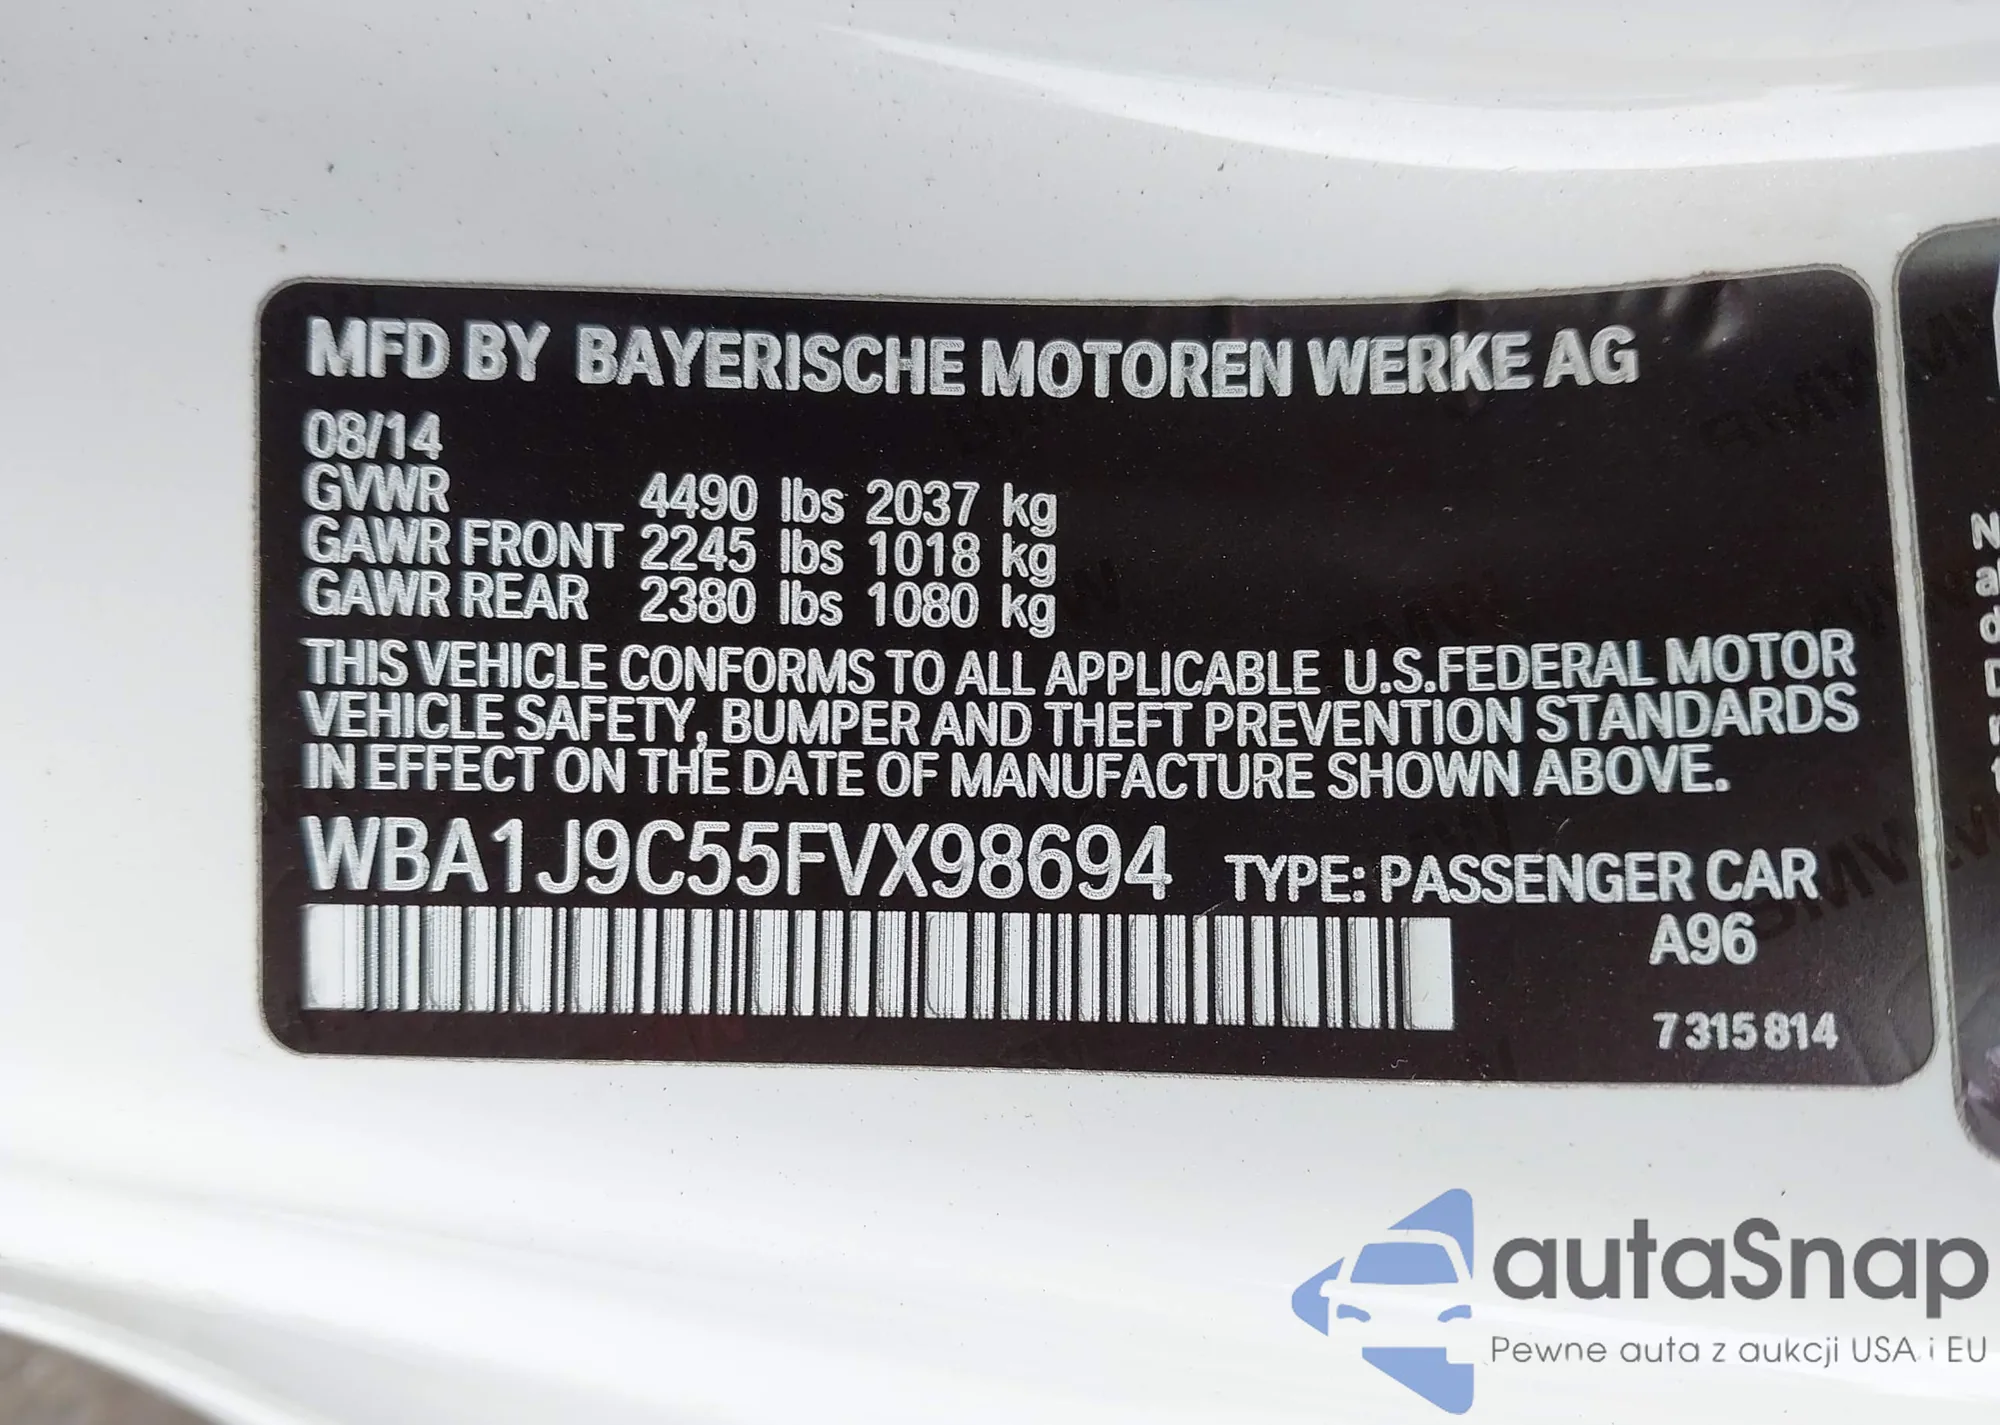 MFD BY BAYERISCHE MOTOREN WERKE AG
08/14
GVWR 4490 lbs 2037 kg
GAWR FRONT 2245 lbs 1018 kg
GAWR REAR 2380 lbs 1080 kg
THIS VEHICLE CONFORMS TO ALL APPLICABLE U.S.FEDERAL MOTOR
VEHICLE SAFETY, BUMPER AND THEFT PREVENTION STANDARDS
IN EFFECT ON THE DATE OF MANUFACTURE SHOWN ABOVE.
WBA1J9C55FVX98694 TYPE: PASSENGER CAR
A96
7315814
autaSnap
Pewne auta z aukcji USA i EU